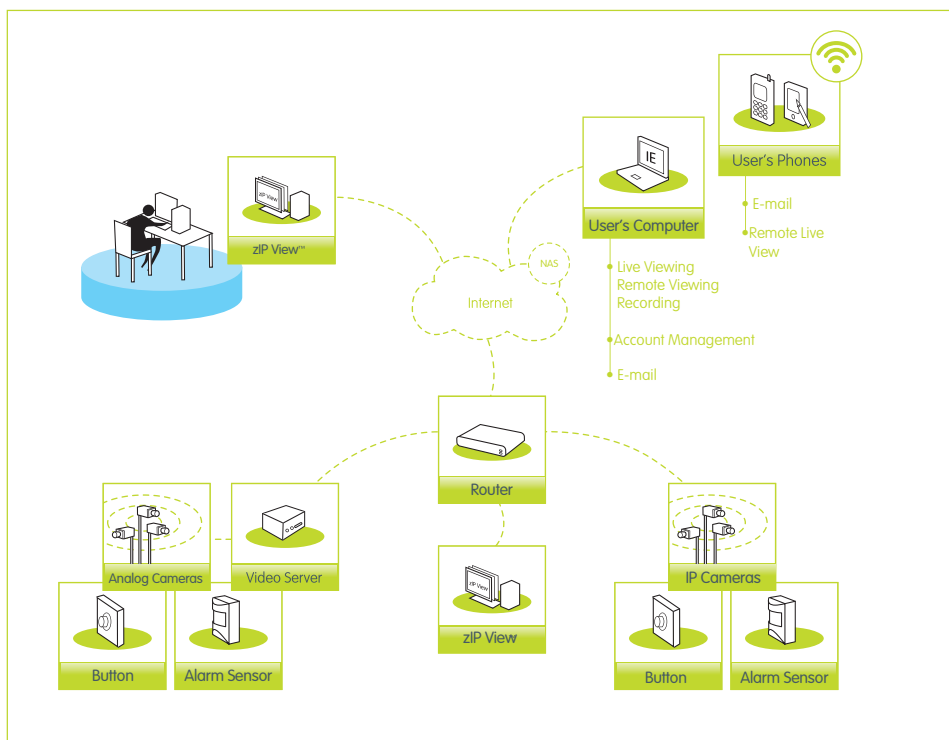 User's Phones
E-mail
Remote Live
View
IE
User's Computer
Live Viewing
Remote Viewing
Recording
Account Management
E-mail
zIP View
zIP View™
NAS
Internet
Router
Analog Cameras
Video Server
Button
Alarm Sensor
zIP View
zIP View
IP Cameras
Button
Alarm Sensor